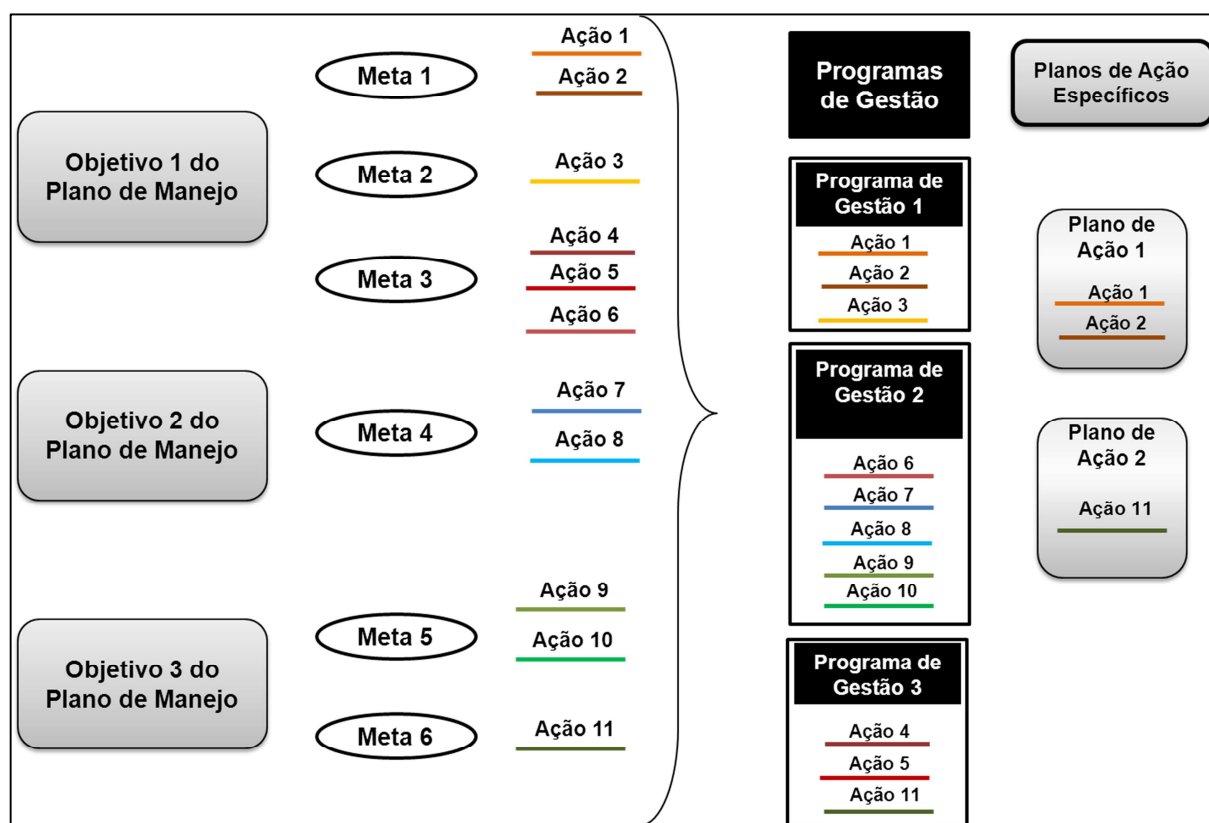 Objetivo 1 do
Plano de Manejo
Meta 1
Ação 1
Ação 2
Meta 2
Ação 3
Meta 3
Ação 4
Ação 5
Ação 6
Objetivo 2 do
Plano de Manejo
Meta 4
Ação 7
Ação 8
Objetivo 3 do
Plano de Manejo
Meta 5
Ação 9
Ação 10
Meta 6
Ação 11
Programas
de Gestão
Programa de
Gestão 1
Ação 1
Ação 2
Ação 3
Programa de
Gestão 2
Ação 6
Ação 7
Ação 8
Ação 9
Ação 10
Programa de
Gestão 3
Ação 4
Ação 5
Ação 11
Planos de Ação
Específicos
Plano de
Ação 1
Ação 1
Ação 2
Plano de
Ação 2
Ação 11